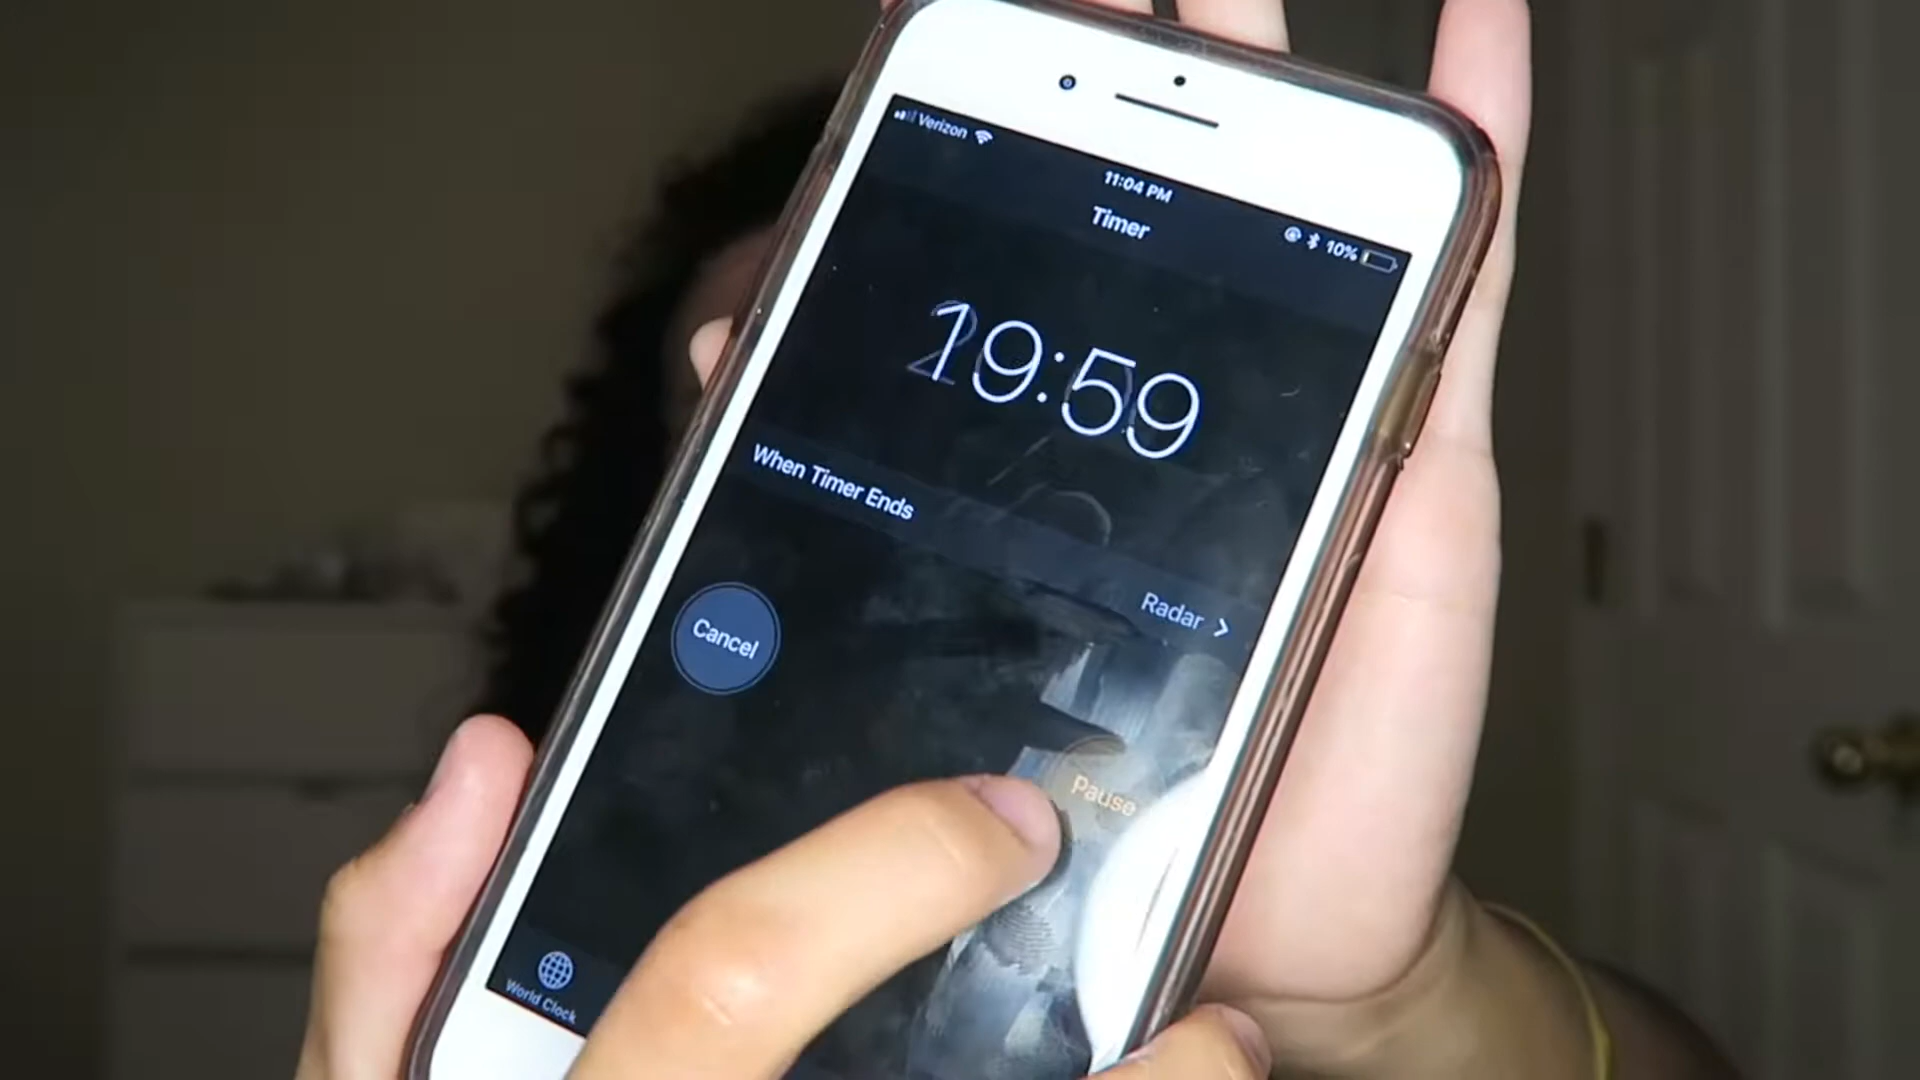 Verizon
11:04 PM
10%
Timer
19:59
When Timer Ends
Radar >
Cancel
Pause
World Clock